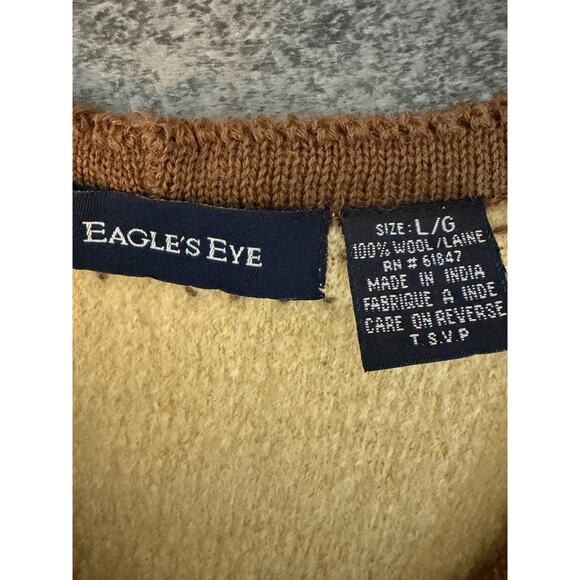 EAGLE'S EYE
SIZE: L/G
100% WOOL/LAINE
RN # 61847
MADE IN INDIA
FABRIQUE A INDE
CARE ON REVERSE
T.S.V.P